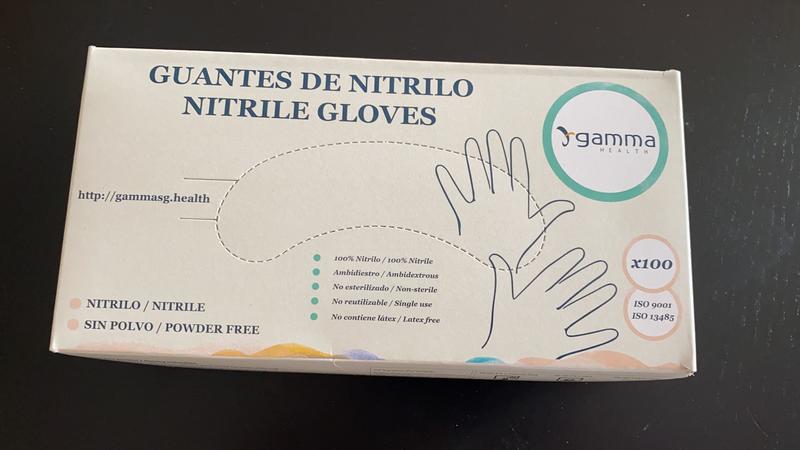 GUANTES DE NITRILO
NITRILE GLOVES
gamma
HEALTH
http://gammasg.health
100% Nitrilo / 100% Nitrile
Ambidiestro / Ambidextrous
No esterilizado / Non-sterile
No reutilizable / Single use
No contiene látex / Latex free
x100
ISO 9001
ISO 13485
NITRILO / NITRILE
SIN POLVO / POWDER FREE